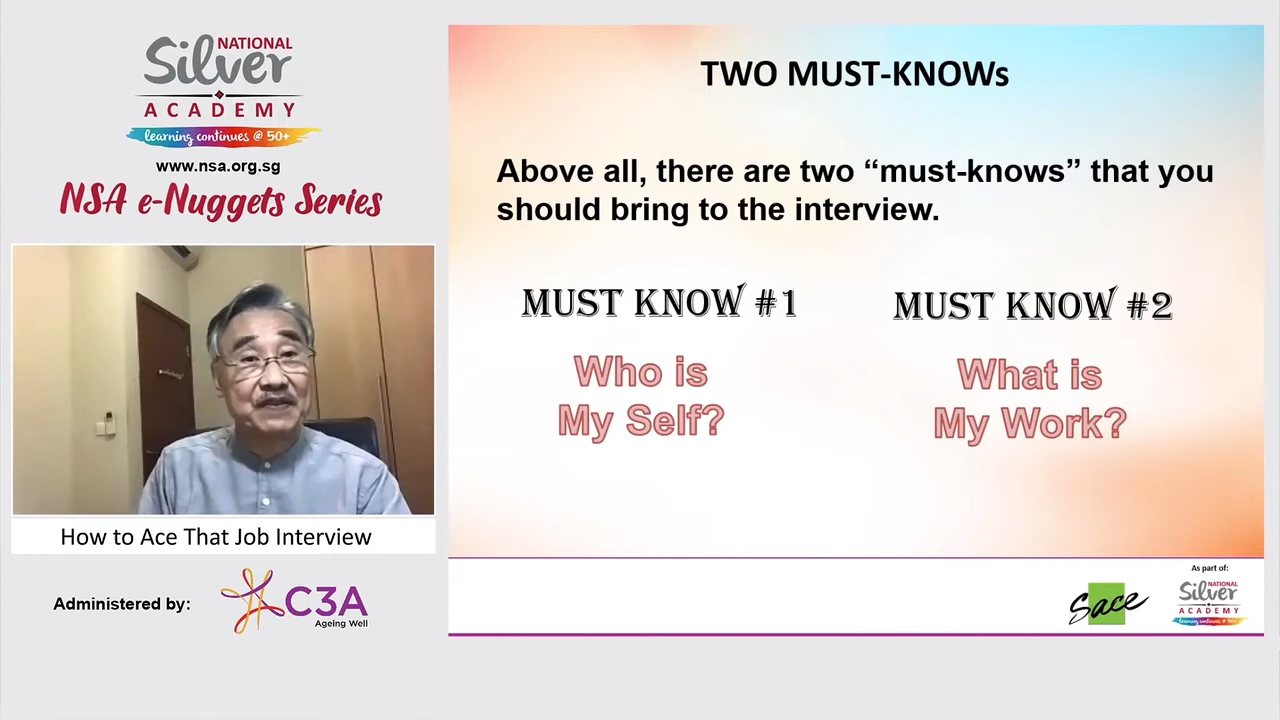 NATIONAL
Silver
ACADEMY
learning continues @ 50+
www.nsa.org.sg
NSA e-Nuggets Series
How to Ace That Job Interview
Administered by:
C3A
Ageing Well
TWO MUST-KNOWs
Above all, there are two “must-knows” that you
should bring to the interview.
MUST KNOW #1
Who is
My Self?
MUST KNOW #2
What is
My Work?
Sace
As part of:
NATIONAL
Silver
ACADEMY
learning continues @ 50+